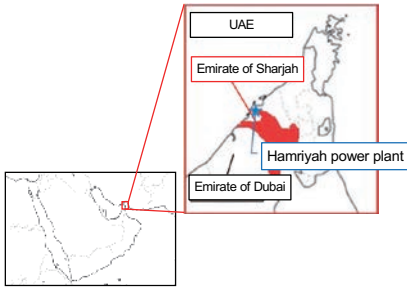 UAE
Emirate of Sharjah
Hamriyah power plant
Emirate of Dubai